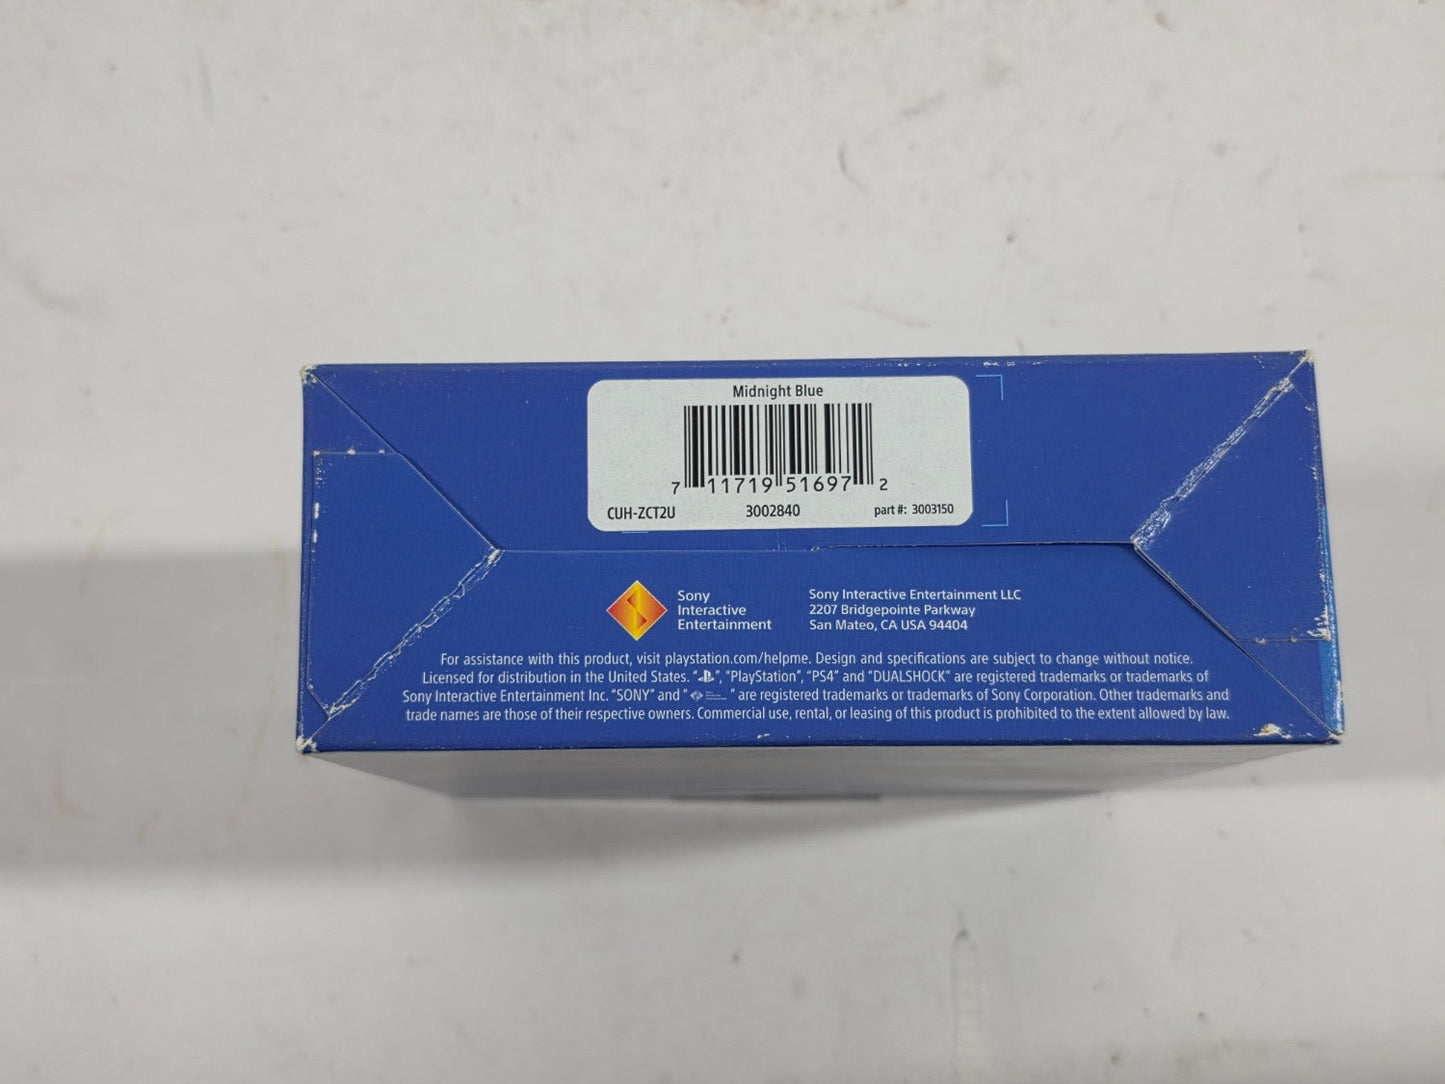 Midnight Blue
7 11719 51697 2
CUH-ZCT2U 3002840 part #: 3003150
Sony
Interactive
Entertainment
Sony Interactive Entertainment LLC
2207 Bridgepointe Parkway
San Mateo, CA USA 94404
For assistance with this product, visit playstation.com/helpme. Design and specifications are subject to change without notice.
Licensed for distribution in the United States. "", "PlayStation", "PS4" and "DUALSHOCK" are registered trademarks or trademarks of
Sony Interactive Entertainment Inc. "SONY" and " " are registered trademarks or trademarks of Sony Corporation. Other trademarks and
trade names are those of their respective owners. Commercial use, rental, or leasing of this product is prohibited to the extent allowed by law.